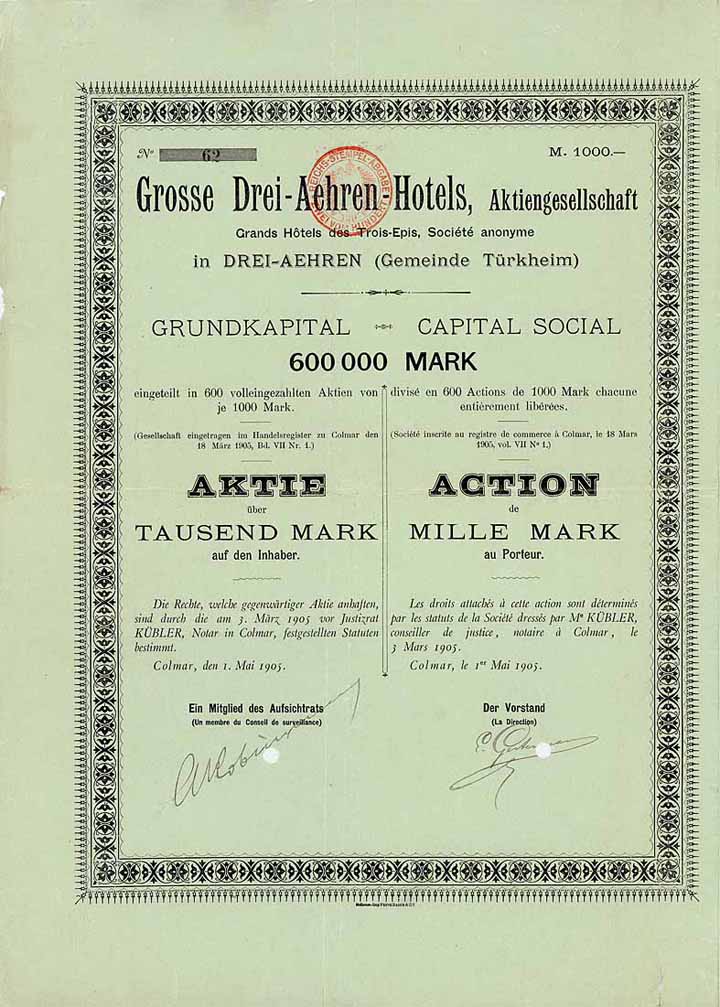 No 62
M. 1000.—
REICHS-STEMPEL-ABGABE
ZWEI VOM HUNDERT
Grosse Drei-Aehren-Hotels, Aktiengesellschaft
Grands Hôtels des Trois-Epis, Société anonyme
in DREI-AEHREN (Gemeinde Türkheim)
GRUNDKAPITAL CAPITAL SOCIAL
600 000 MARK
eingeteilt in 600 volleingezahlten Aktien von
je 1000 Mark.
(Gesellschaft eingetragen im Handelsregister zu Colmar den
18 März 1905, Bd. VII Nr. 1.)
AKTIE
über
TAUSEND MARK
auf den Inhaber.
Die Rechte, welche gegenwärtiger Aktie anhaften,
sind durch die am 3. März 1905 vor Justizrat
KÜBLER, Notar in Colmar, festgestellten Statuten
bestimmt.
Colmar, den 1. Mai 1905.
Ein Mitglied des Aufsichtrats
(Un membre du Conseil de surveillance)
divisé en 600 Actions de 1000 Mark chacune
entiérement libérées.
(Société inscrite au registre de commerce à Colmar, le 18 Mars
1905, vol. VII No 1.)
ACTION
de
MILLE MARK
au Porteur.
Les droits attachés à cette action sont déterminés
par les statuts de la Société dressés par Me KÜBLER,
conseiller de justice, notaire à Colmar, le
3 Mars 1905.
Colmar, le 1er Mai 1905.
Der Vorstand
(La Direction)